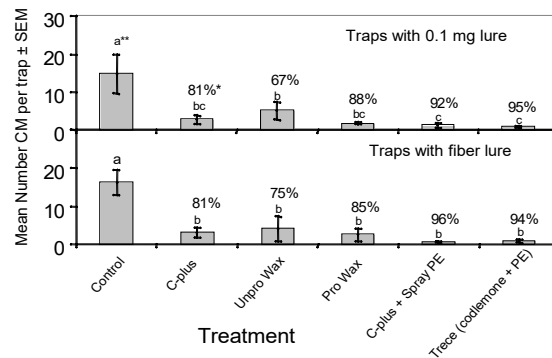 Mean Number CM per trap ± SEM
30
20
10
0
Traps with 0.1 mg lure
a**
81%*
bc
67%
b
88%
bc
92%
c
95%
c
20
10
0
Traps with fiber lure
a
81%
b
75%
b
85%
b
96%
b
94%
b
Control
C-plus
Unpro Wax
Pro Wax
C-plus + Spray PE
Trece (codlemone + PE)
Treatment